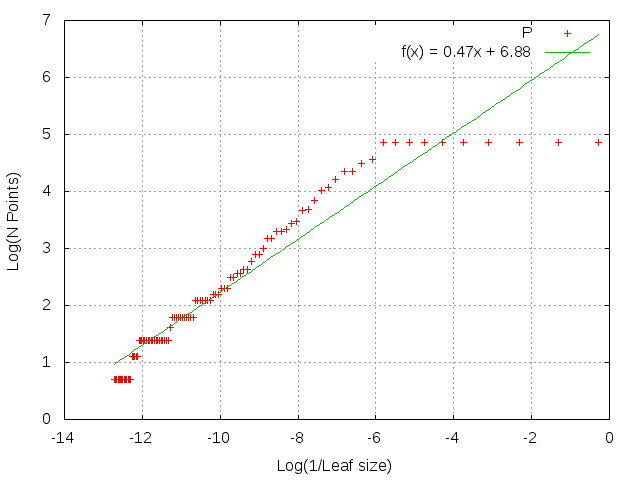 7
6
5
4
3
2
1
0
-14 -12 -10 -8 -6 -4 -2 0
Log(N Points)
Log(1/Leaf size)
P
f(x) = 0.47x + 6.88